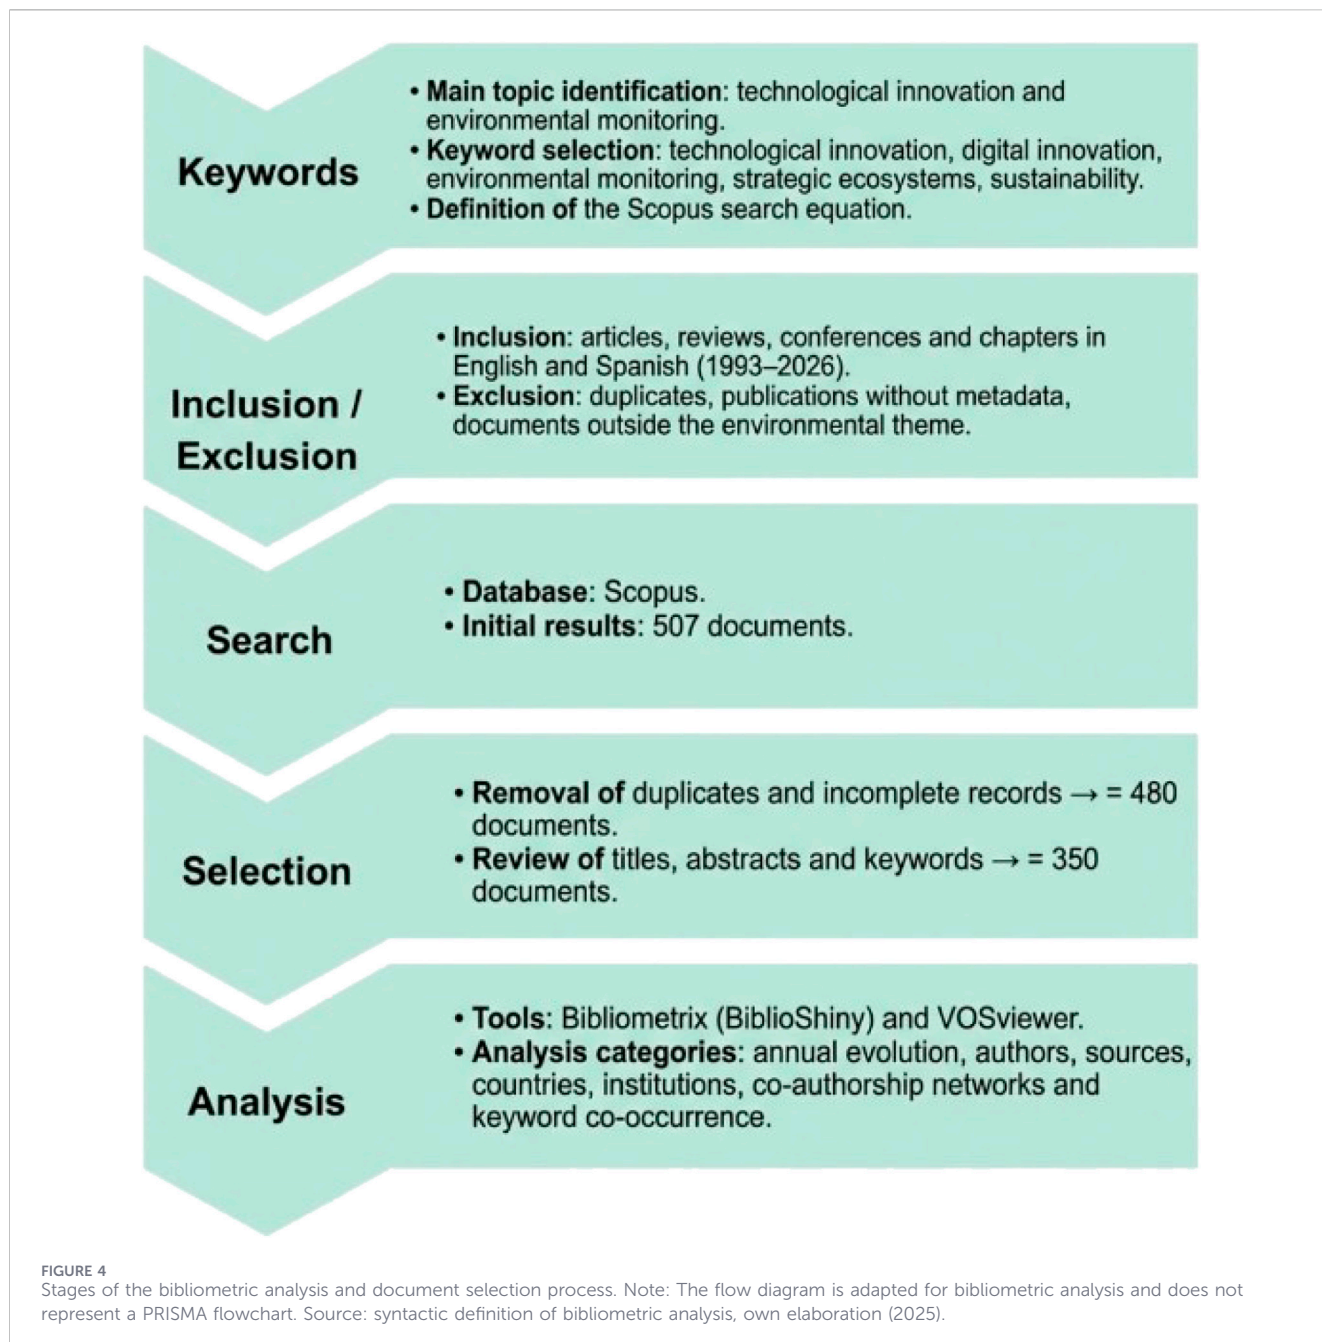 Keywords
• Main topic identification: technological innovation and
environmental monitoring.
• Keyword selection: technological innovation, digital innovation,
environmental monitoring, strategic ecosystems, sustainability.
• Definition of the Scopus search equation.
Inclusion /
Exclusion
• Inclusion: articles, reviews, conferences and chapters in
English and Spanish (1993–2026).
• Exclusion: duplicates, publications without metadata,
documents outside the environmental theme.
Search
• Database: Scopus.
• Initial results: 507 documents.
Selection
• Removal of duplicates and incomplete records → = 480
documents.
• Review of titles, abstracts and keywords → = 350
documents.
Analysis
• Tools: Bibliometrix (BiblioShiny) and VOSviewer.
• Analysis categories: annual evolution, authors, sources,
countries, institutions, co-authorship networks and
keyword co-occurrence.
FIGURE 4
Stages of the bibliometric analysis and document selection process. Note: The flow diagram is adapted for bibliometric analysis and does not
represent a PRISMA flowchart. Source: syntactic definition of bibliometric analysis, own elaboration (2025).